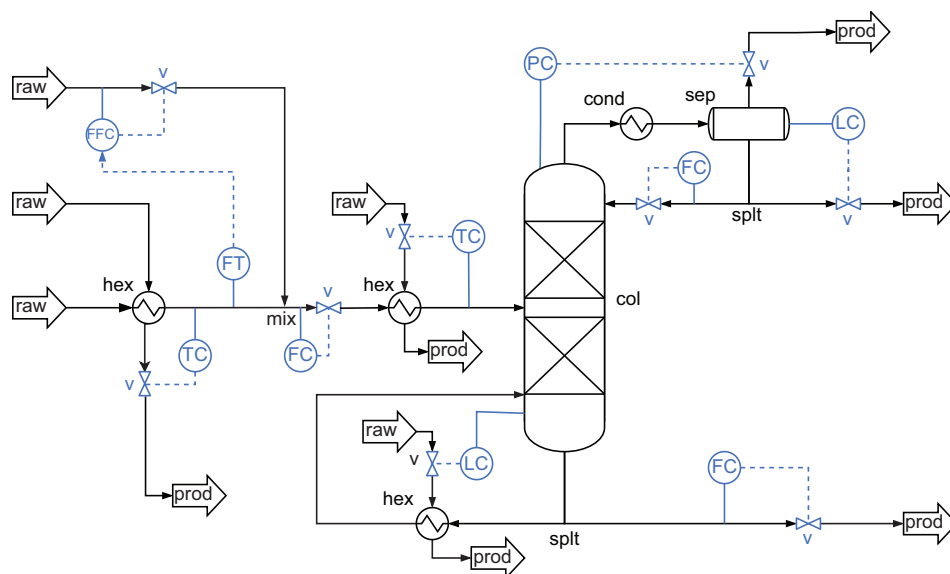 prod
PC
v
cond
sep
raw
v
FFC
LC
FC
raw
raw
v
splt
v
prod
v
TC
FT
hex
hex
raw
mix
v
col
TC
FC
prod
v
raw
v
LC
FC
prod
hex
v
prod
splt
prod